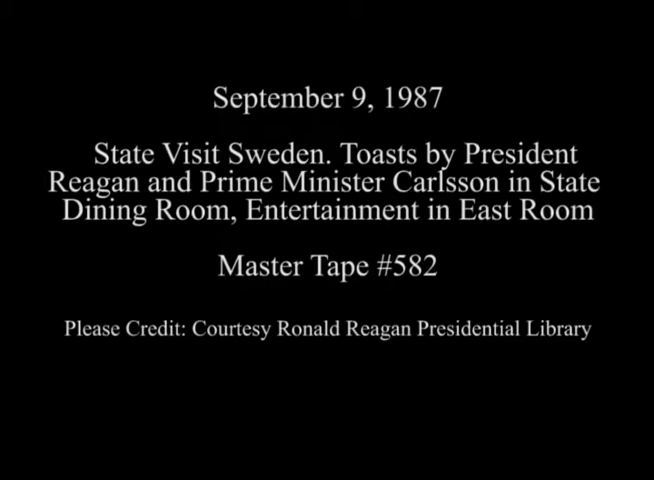 September 9, 1987
State Visit Sweden. Toasts by President
Reagan and Prime Minister Carlsson in State
Dining Room, Entertainment in East Room
Master Tape #582
Please Credit: Courtesy Ronald Reagan Presidential Library